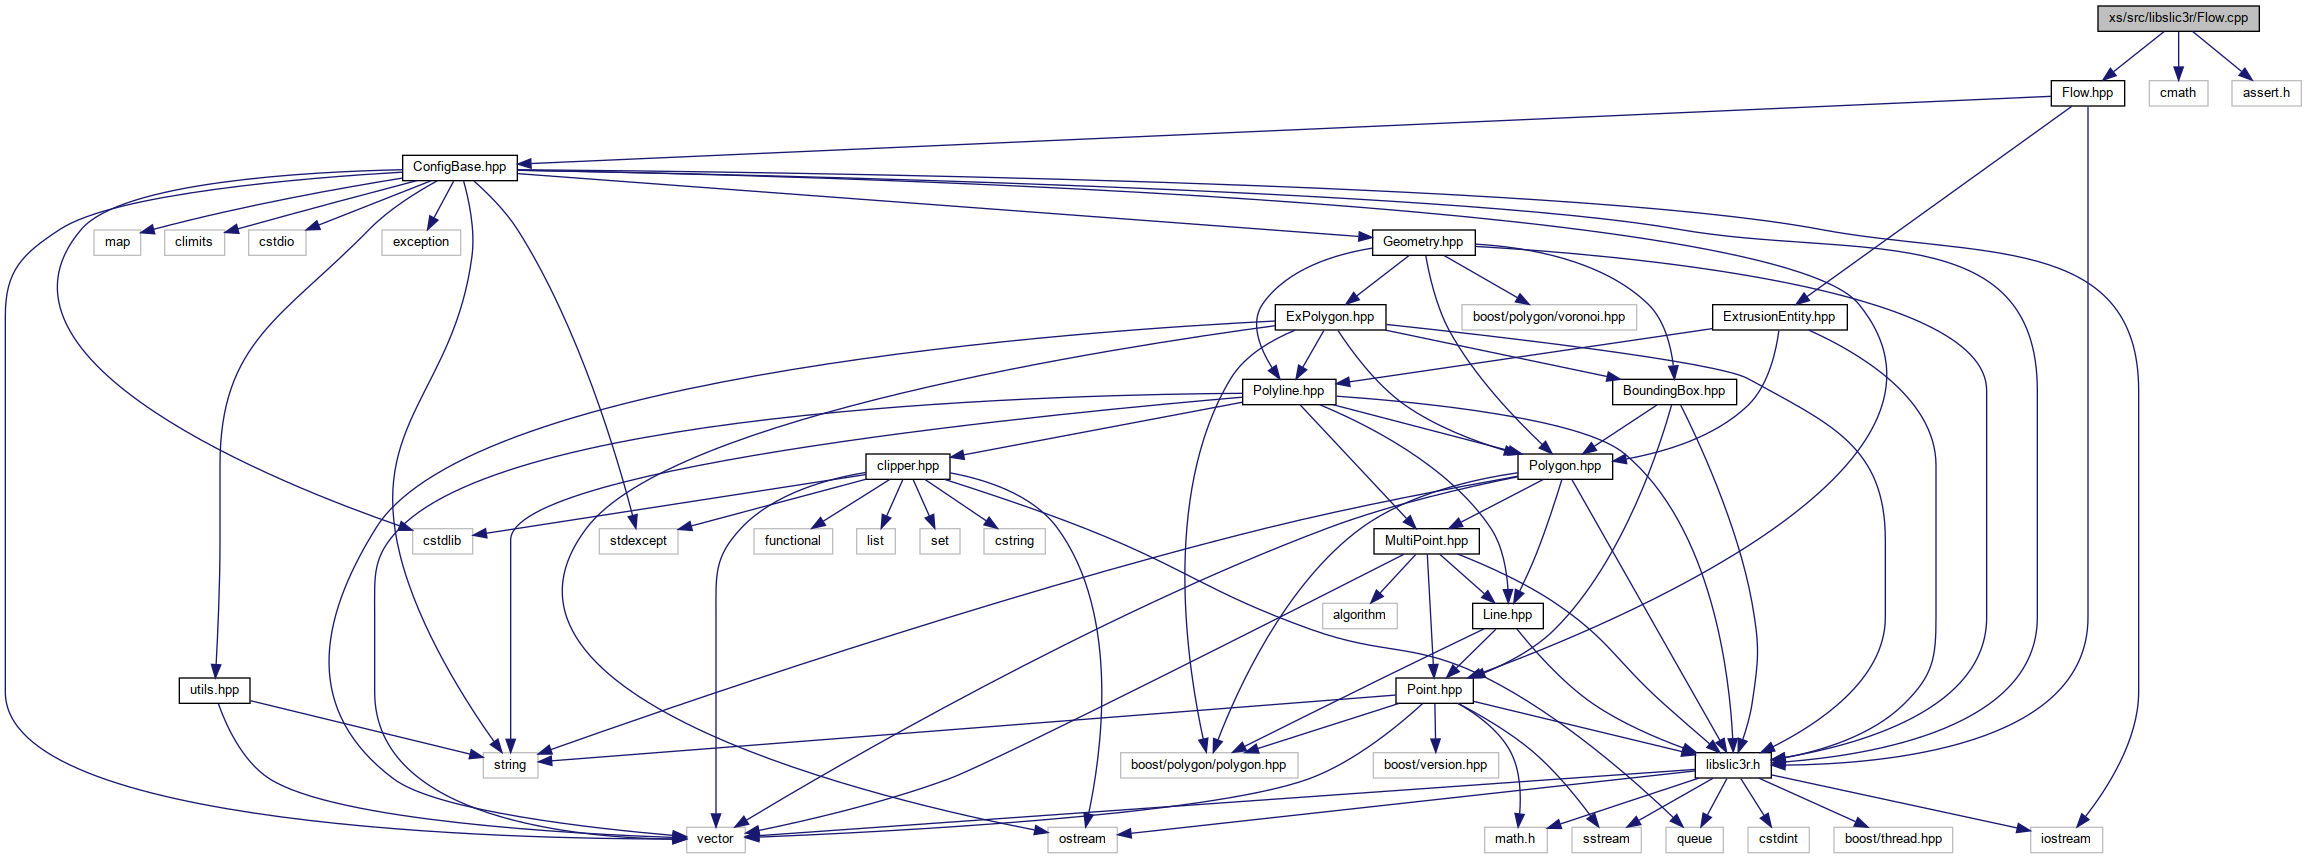 xs/src/libslic3r/Flow.cpp
Flow.hpp
cmath
assert.h
ConfigBase.hpp
map
climits
cstdio
exception
Geometry.hpp
ExPolygon.hpp
boost/polygon/voronoi.hpp
ExtrusionEntity.hpp
Polyline.hpp
BoundingBox.hpp
clipper.hpp
Polygon.hpp
cstdlib
stdexcept
functional
list
set
cstring
MultiPoint.hpp
algorithm
Line.hpp
utils.hpp
Point.hpp
string
boost/polygon/polygon.hpp
boost/version.hpp
libslic3r.h
vector
ostream
math.h
sstream
queue
cstdint
boost/thread.hpp
iostream